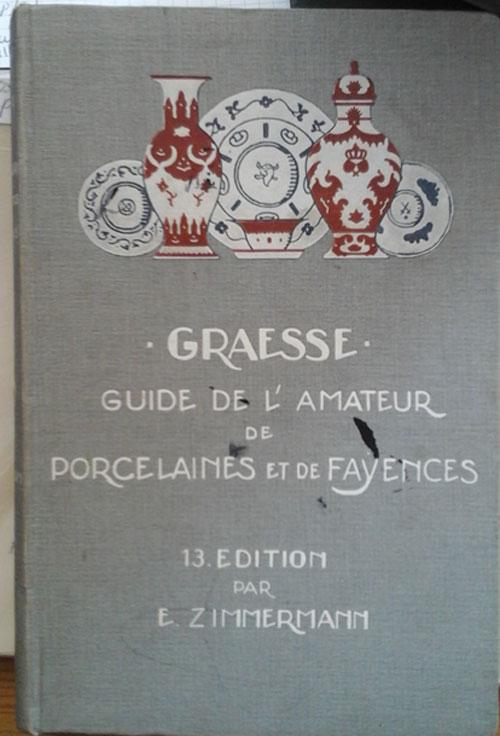 · GRAESSE ·
GUIDE DE L' AMATEUR
DE
PORCELAINES ET DE FAYENCES
13. EDITION
PAR
E. ZIMMERMANN